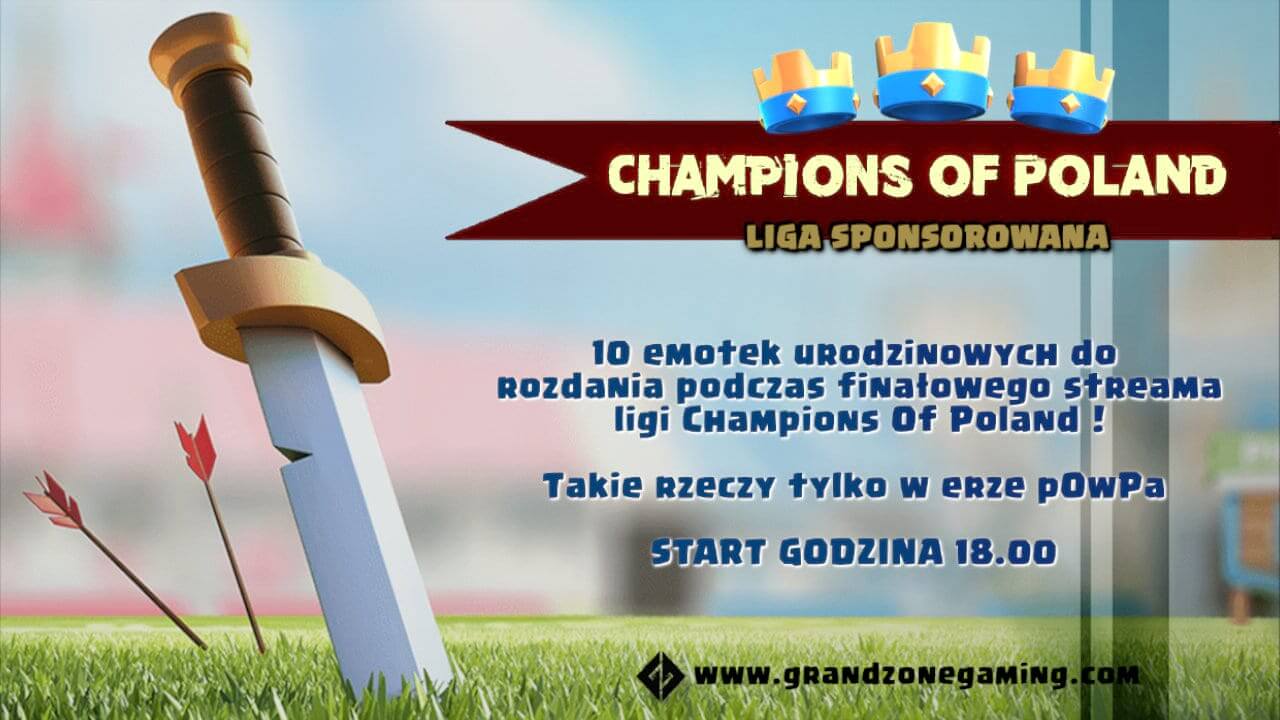 CHAMPIONS OF POLAND
LIGA SPONSOROWANA
10 emotek urodzinowych do
rozdania podczas finałowego streama
ligi Champions Of Poland !
Takie rzeczy tylko w erze pOwPa
START GODZINA 18.00
www.grandzonegaming.com